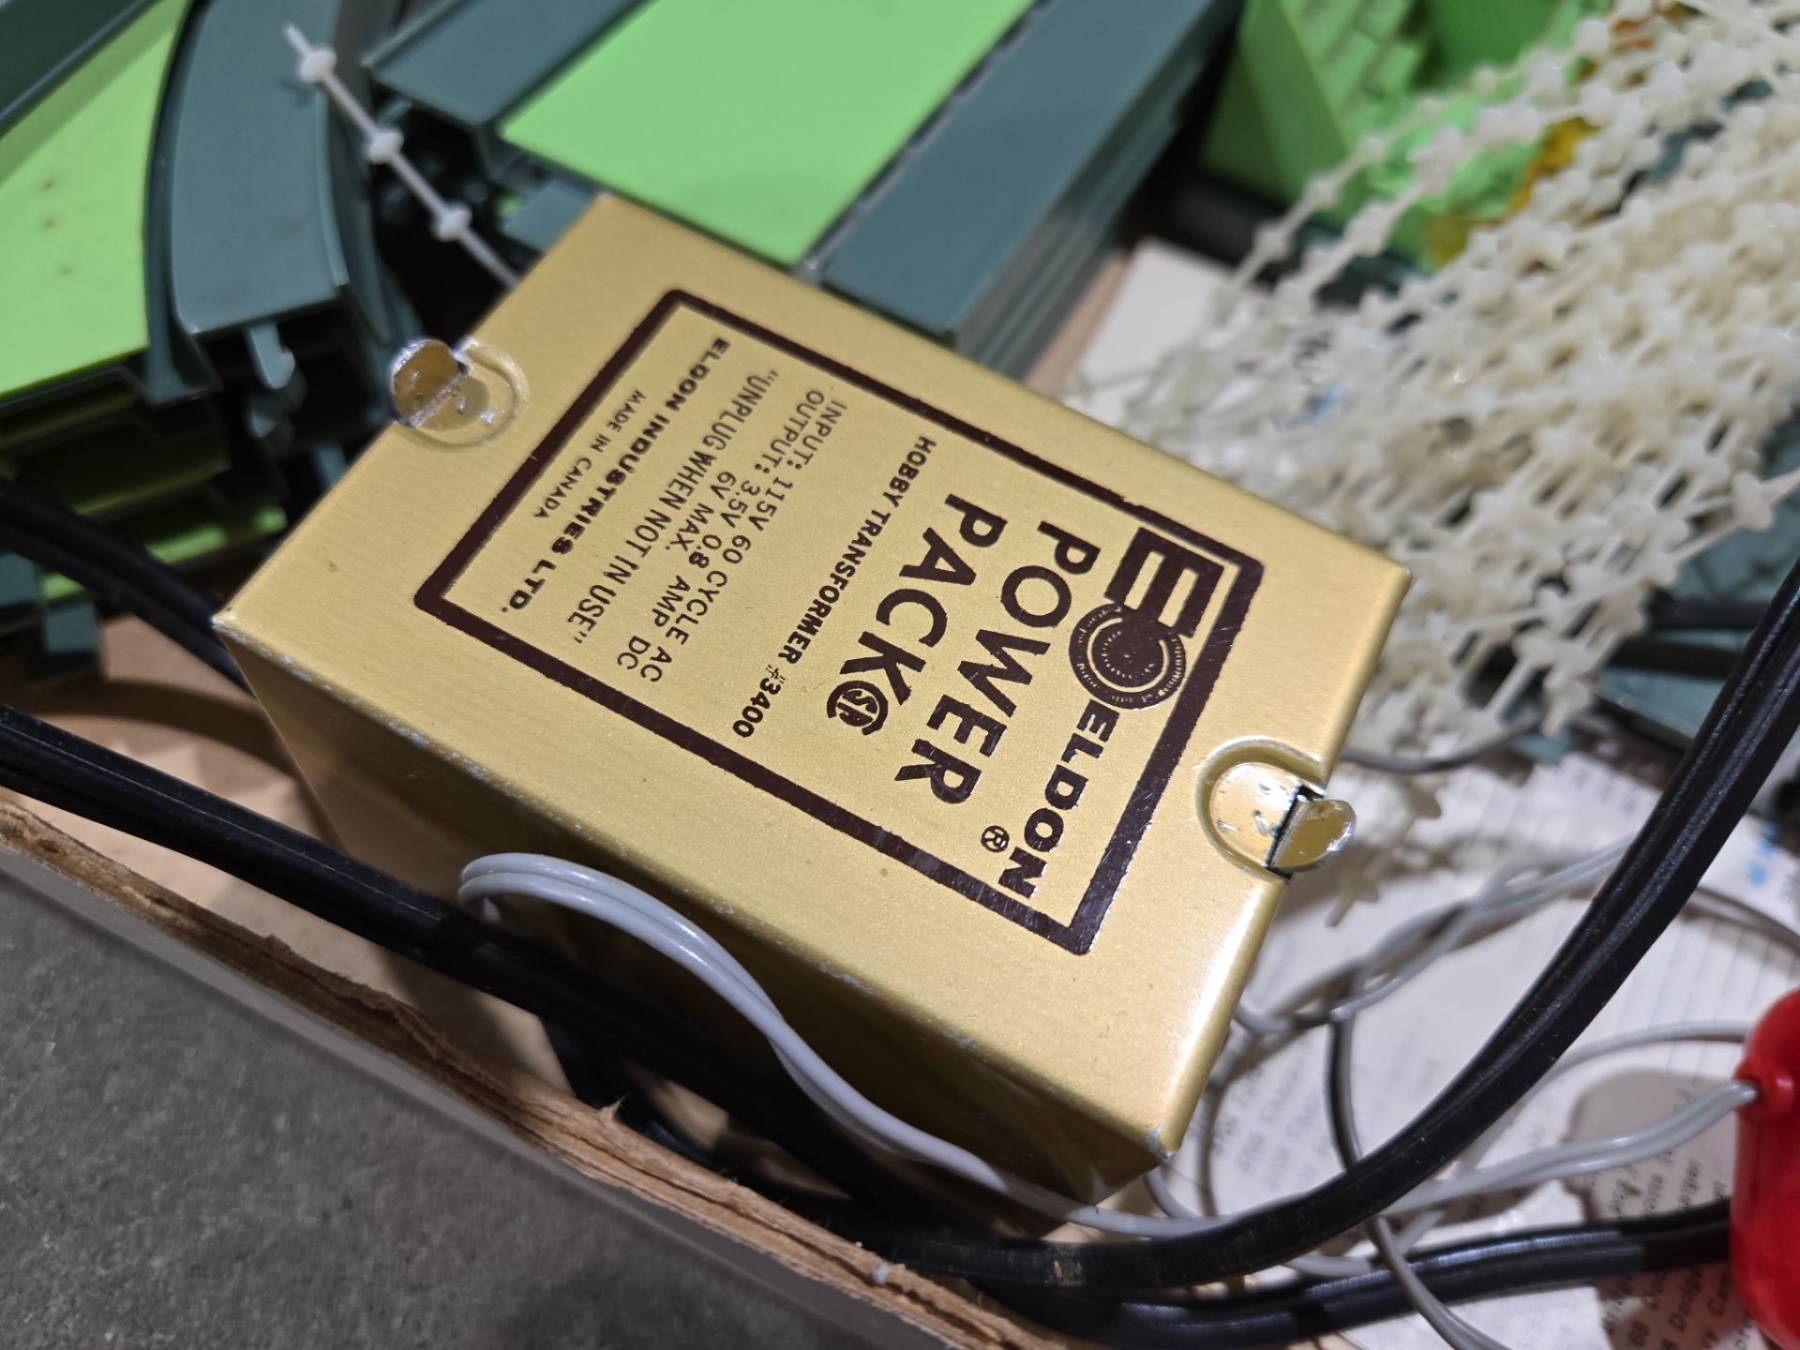 ELDON®
POWER
PACK
HOBBY TRANSFORMER #3400
INPUT: 115V 60 CYCLE AC
OUTPUT: 3.5V 0.8 AMP DC
6V MAX.
"UNPLUG WHEN NOT IN USE"
ELDON INDUSTRIES LTD.
MADE IN CANADA